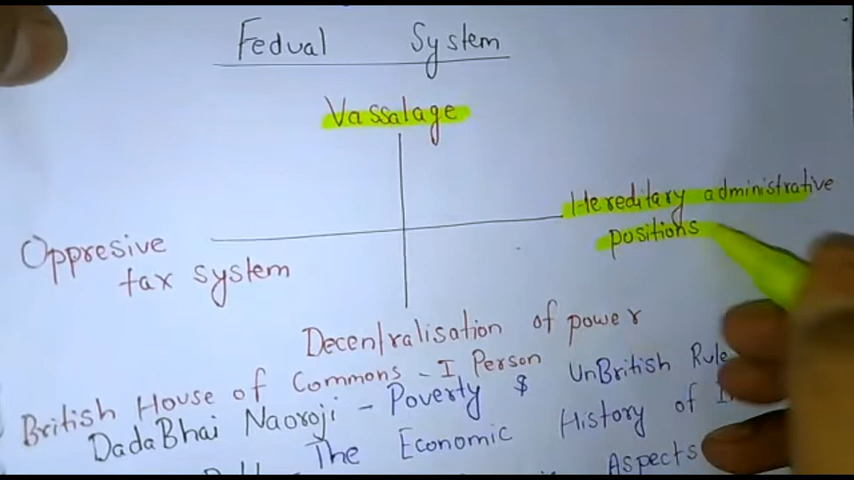 Fedual System
Vassalage
Hereditary administrative
positions
Oppresive
tax system
Decentralisation of power
British House of Commons - I Person
DadaBhai Naoroji - Poverty $ UnBritish Rule
The Economic History of
Aspects